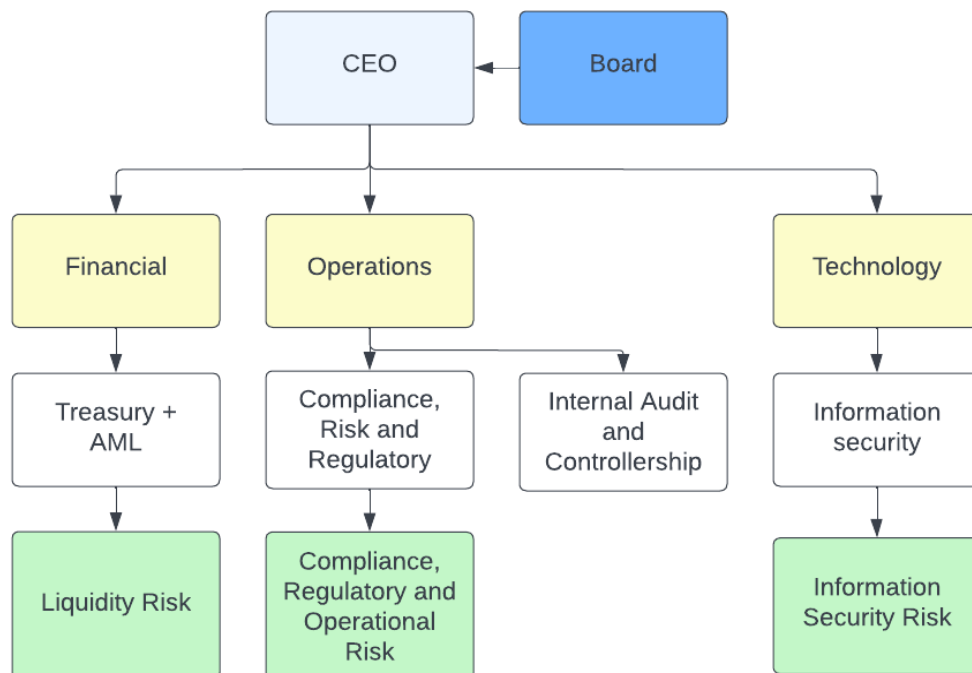 CEO
Board
Financial
Operations
Technology
Treasury +
AML
Compliance,
Risk and
Regulatory
Internal Audit
and
Controllership
Information
security
Liquidity Risk
Compliance,
Regulatory and
Operational
Risk
Information
Security Risk